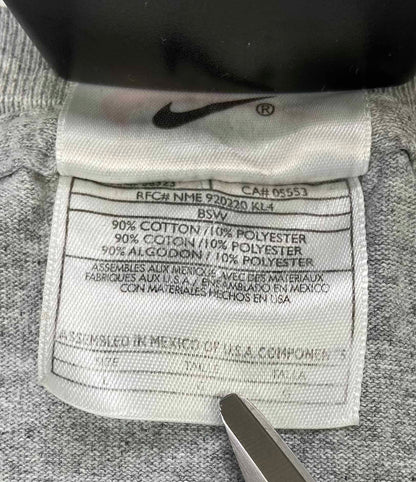 ®
CA# 05553
RFC# NME 920220 KL4
BSW
90% COTTON / 10% POLYESTER
90% COTONE / 10% POLYESTER
90% ALGODON / 10% POLYESTER
ASSEMBLES AUX MEXIQUE AVEC DES MATERIAUX
FABRIQUES AUX U.S.A / ENSAMBLADO EN MEXICO
CON MATERIALES HECHOS EN USA
ASSEMBLED IN MEXICO OF U.S.A. COMPONENTS
SIZE TAILLE TALLA
L